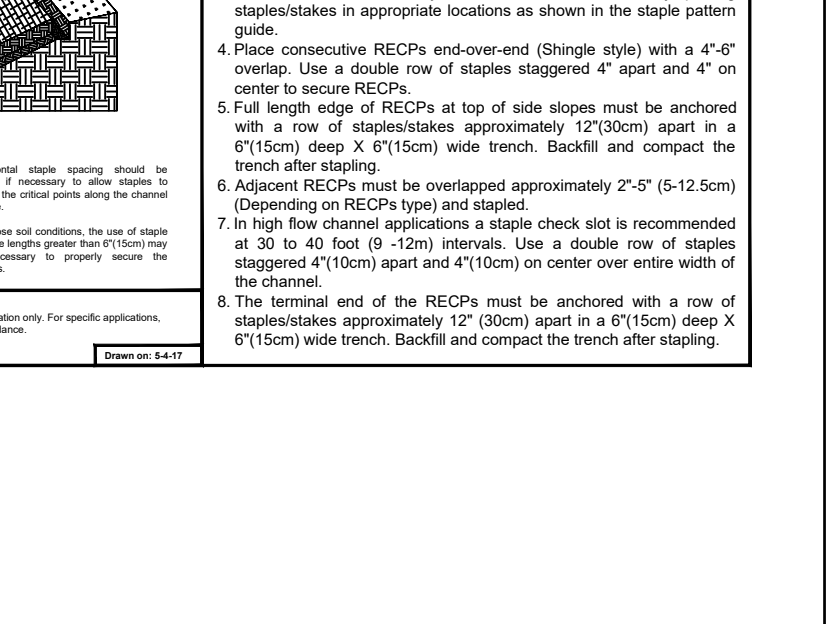 ntal staple spacing should be
if necessary to allow staples to
the critical points along the channel
ose soil conditions, the use of staple
e lengths greater than 6"(15cm) may
cessary to properly secure the
s.
ation only. For specific applications,
dance.
Drawn on: 5-4-17
staples/stakes in appropriate locations as shown in the staple pattern
guide.
4. Place consecutive RECPs end-over-end (Shingle style) with a 4"-6"
overlap. Use a double row of staples staggered 4" apart and 4" on
center to secure RECPs.
5. Full length edge of RECPs at top of side slopes must be anchored
with a row of staples/stakes approximately 12"(30cm) apart in a
6"(15cm) deep X 6"(15cm) wide trench. Backfill and compact the
trench after stapling.
6. Adjacent RECPs must be overlapped approximately 2"-5" (5-12.5cm)
(Depending on RECPs type) and stapled.
7. In high flow channel applications a staple check slot is recommended
at 30 to 40 foot (9 -12m) intervals. Use a double row of staples
staggered 4"(10cm) apart and 4"(10cm) on center over entire width of
the channel.
8. The terminal end of the RECPs must be anchored with a row of
staples/stakes approximately 12" (30cm) apart in a 6"(15cm) deep X
6"(15cm) wide trench. Backfill and compact the trench after stapling.